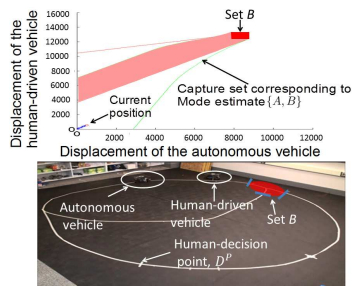 Displacement of the
human-driven vehicle
16000
14000
12000
10000
8000
6000
4000
2000
0
Set B
Capture set corresponding to
Mode estimate {A, B}
Current
position
2000 4000 6000 8000 10000 12000
Displacement of the autonomous vehicle
Autonomous
vehicle
Human-driven
vehicle
Set B
Human-decision
point, D^P